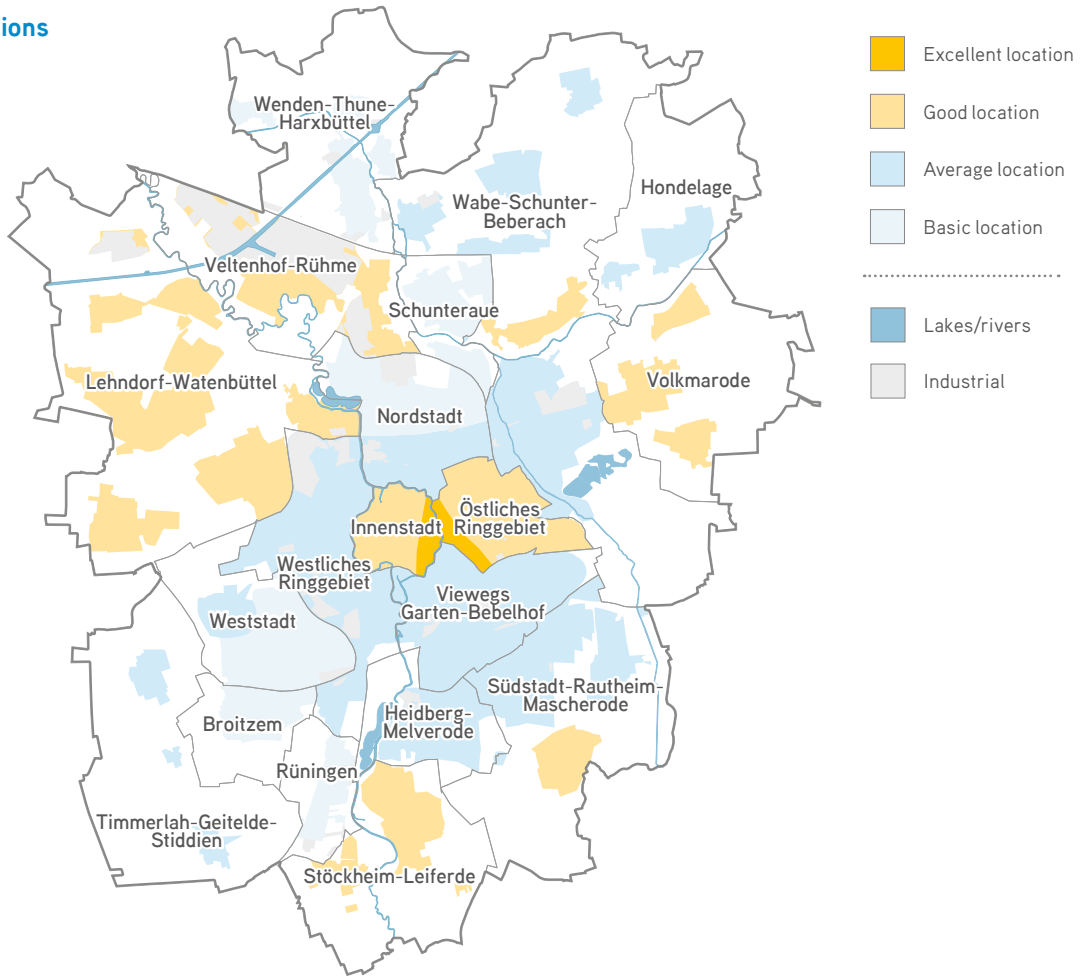 ions
Excellent location
Good location
Average location
Basic location
Lakes/rivers
Industrial
Wenden-Thune-
Harxbüttel
Wabe-Schunter-
Beberach
Hondelage
Veltenhof-Rühme
Schunteraue
Lehndorf-Watenbüttel
Nordstadt
Volkmarode
Innenstadt
Östliches
Ringgebiet
Westliches
Ringgebiet
Viewegs
Garten-Bebelhof
Weststadt
Südstadt-Rautheim-
Mascherode
Broitzem
Heidberg-
Melverode
Rüningen
Timmerlah-Geitelde-
Stiddien
Stöckheim-Leiferde